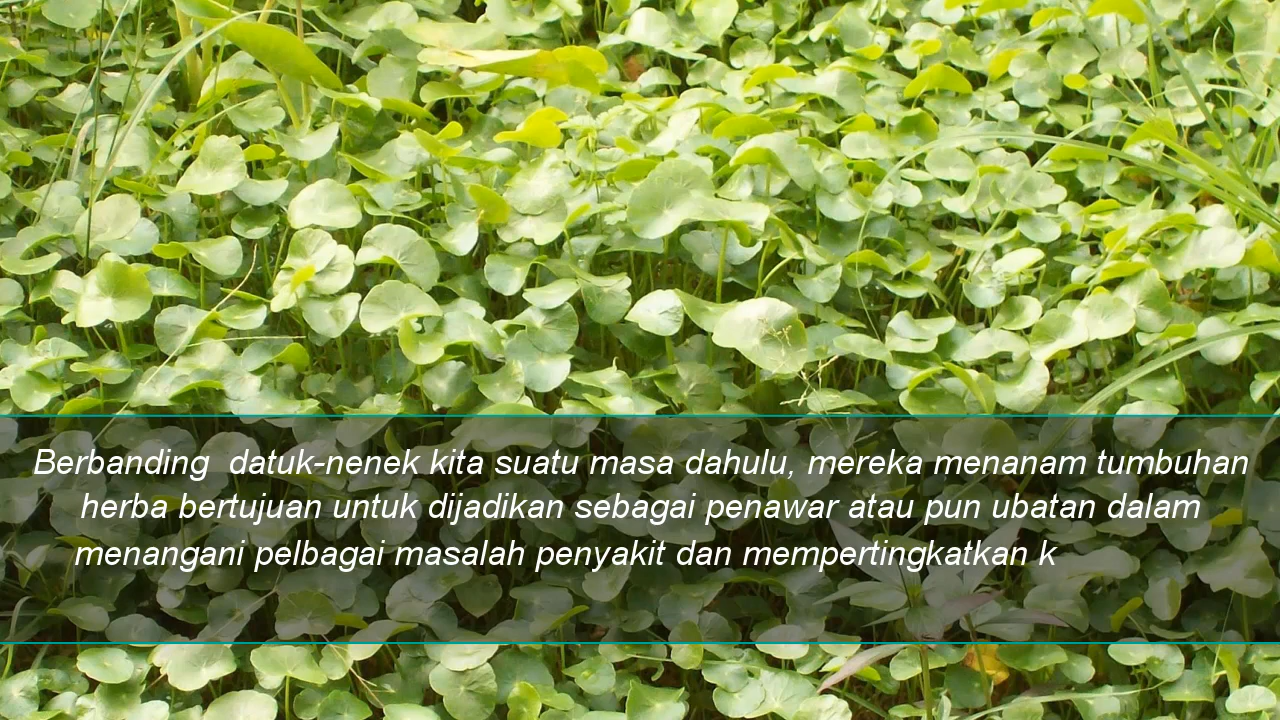 Berbanding  datuk-nenek kita suatu masa dahulu, mereka menanam tumbuhan
herba bertujuan untuk dijadikan sebagai penawar atau pun ubatan dalam
menangani pelbagai masalah penyakit dan mempertingkatkan k